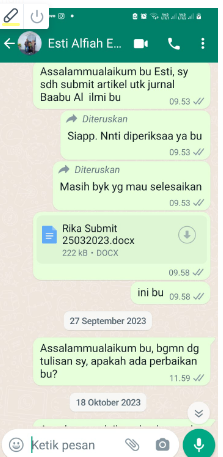 Esti Alfiah E...
Assalammualaikum bu Esti, sy
sdh submit artikel utk jurnal
Baabu Al ilmi bu
09.53
Diteruskan
Siapp. Nnti diperiksaa ya bu
09.53
Diteruskan
Masih byk yg mau selesaikan
09.53
Rika Submit
25032023.docx
222 kB • DOCX
09.58
ini bu 09.58
27 September 2023
Assalammualaikum bu, bgmn dg
tulisan sy, apakah ada perbaikan
bu?
11.59
18 Oktober 2023
Ketik pesan